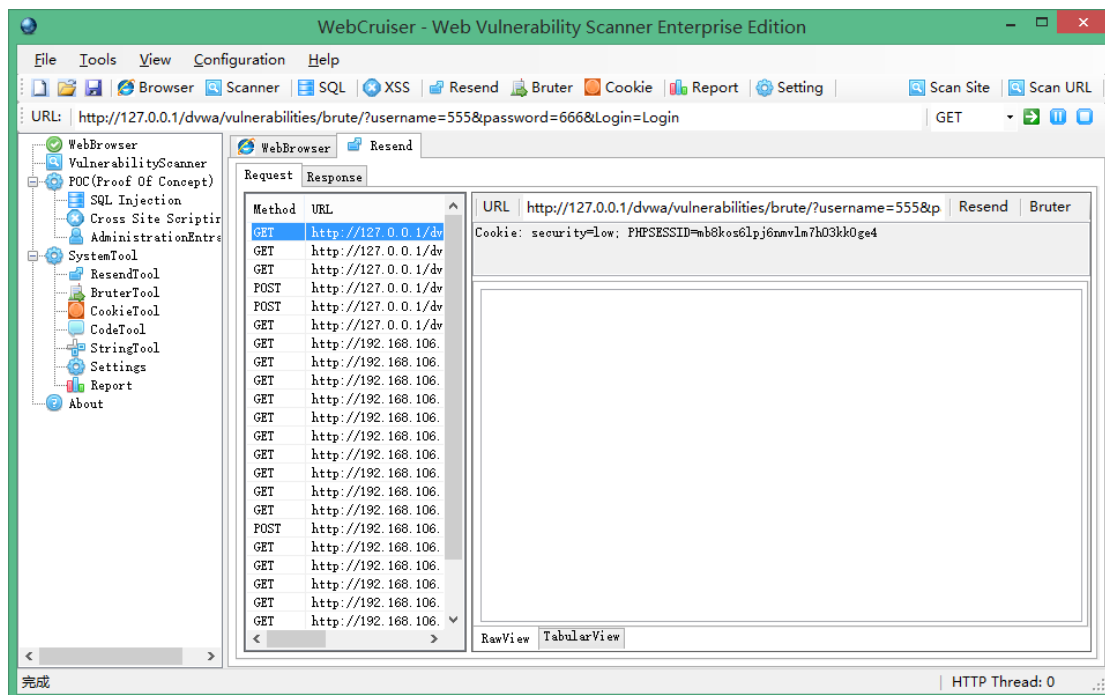 WebCruiser - Web Vulnerability Scanner Enterprise Edition
File Tools View Configuration Help
Browser Scanner SQL XSS Resend Bruter Cookie Report Setting Scan Site Scan URL
URL: http://127.0.0.1/dvwa/vulnerabilities/brute/?username=555&password=666&Login=Login GET
WebBrowser
VulnerabilityScanner
POC(Proof Of Concept)
SQL Injection
Cross Site Scriptir
AdministrationEntra
SystemTool
ResendTool
BruterTool
CookieTool
CodeTool
StringTool
Settings
Report
About
WebBrowser Resend
Request Response
Method URL
GET http://127.0.0.1/dv
GET http://127.0.0.1/dv
GET http://127.0.0.1/dv
POST http://127.0.0.1/dv
POST http://127.0.0.1/dv
GET http://127.0.0.1/dv
GET http://192.168.106.
GET http://192.168.106.
GET http://192.168.106.
GET http://192.168.106.
GET http://192.168.106.
GET http://192.168.106.
GET http://192.168.106.
GET http://192.168.106.
GET http://192.168.106.
GET http://192.168.106.
POST http://192.168.106.
GET http://192.168.106.
GET http://192.168.106.
GET http://192.168.106.
GET http://192.168.106.
GET http://192.168.106.
URL http://127.0.0.1/dvwa/vulnerabilities/brute/?username=555&p Resend Bruter
Cookie: security=low; PHPSESSID=mb8kos6lpj6nmvlm7h03kk0ge4
RawView TabularView
完成 HTTP Thread: 0